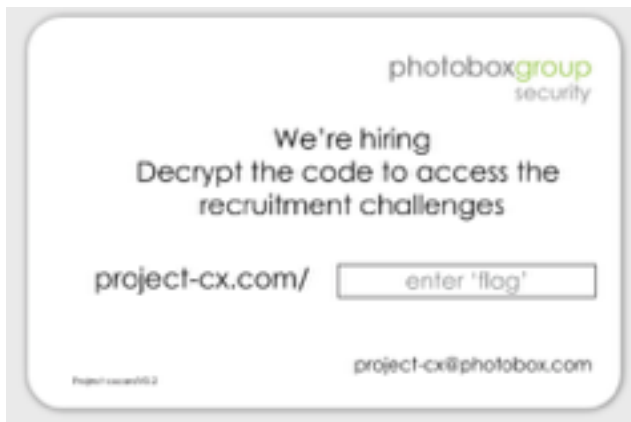 photoboxgroup
security
We're hiring
Decrypt the code to access the
recruitment challenges
project-cx.com/ enter 'flag'
project-cx@photobox.com